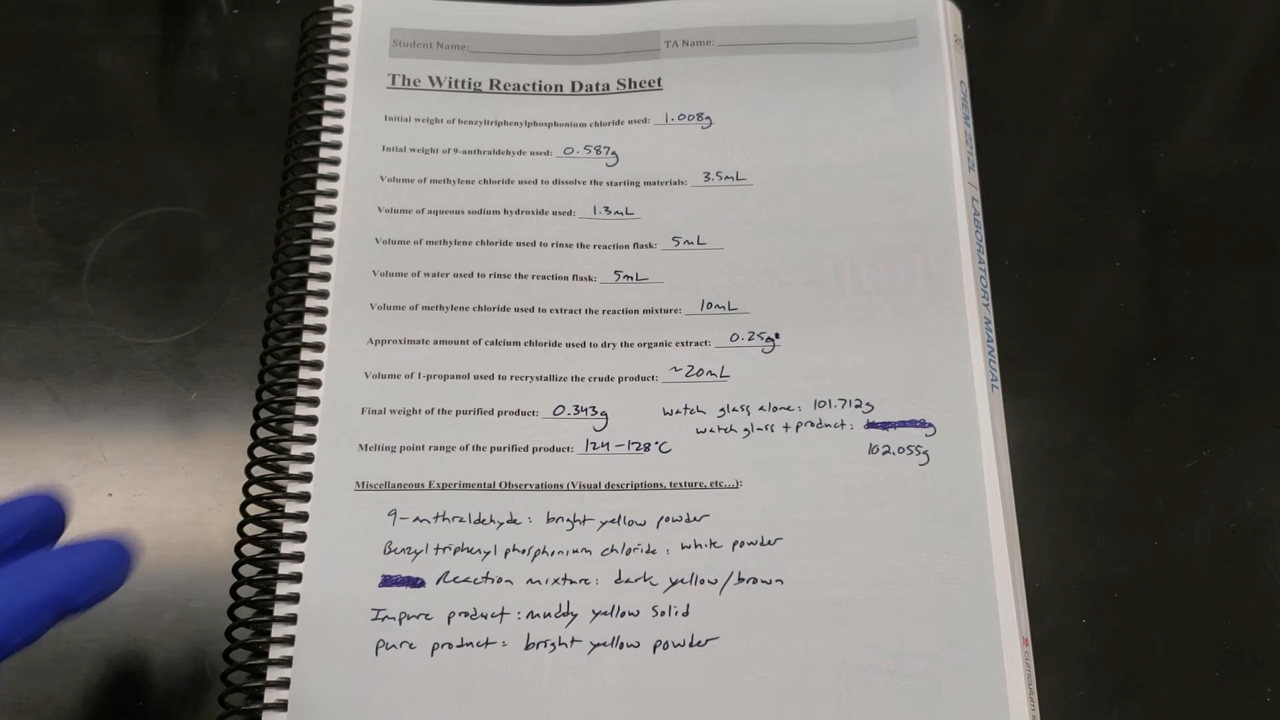 Student Name: TA Name:
The Wittig Reaction Data Sheet
Initial weight of benzyltriphenylphosphonium chloride used: 1.008g
Intial weight of 9-anthraldehyde used: 0.587g
Volume of methylene chloride used to dissolve the starting materials: 3.5mL
Volume of aqueous sodium hydroxide used: 1.3mL
Volume of methylene chloride used to rinse the reaction flask: 5mL
Volume of water used to rinse the reaction flask: 5mL
Volume of methylene chloride used to extract the reaction mixture: 10mL
Approximate amount of calcium chloride used to dry the organic extract: 0.25g
Volume of 1-propanol used to recrystallize the crude product: ~20mL
Final weight of the purified product: 0.343g watch glass alone: 101.712g
watch glass + product: g
102.055g
Melting point range of the purified product: 124-128°C
Miscellaneous Experimental Observations (Visual descriptions, texture, etc...):
9-anthraldehyde: bright yellow powder
Benzyl triphenyl phosphonium chloride: white powder
Reaction mixture: dark yellow/brown
Impure product: muddy yellow solid
pure product: bright yellow powder
CHEM 2212L | LABORATORY MANUAL